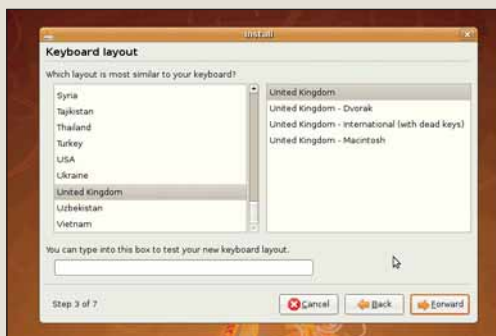 Install
Keyboard layout
Which layout is most similar to your keyboard?
Syria
Tajikistan
Thailand
Turkey
USA
Ukraine
United Kingdom
Uzbekistan
Vietnam
United Kingdom
United Kingdom - Dvorak
United Kingdom - International (with dead keys)
United Kingdom - Macintosh
You can type into this box to test your new keyboard layout.
Step 3 of 7
Cancel
Back
Forward